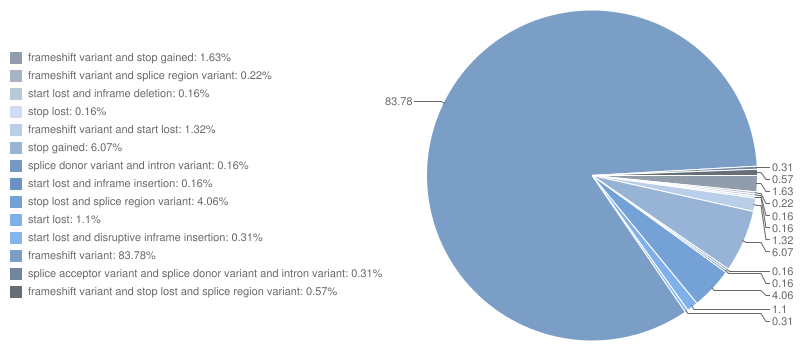 frameshift variant and stop gained: 1.63%
frameshift variant and splice region variant: 0.22%
start lost and inframe deletion: 0.16%
stop lost: 0.16%
frameshift variant and start lost: 1.32%
stop gained: 6.07%
splice donor variant and intron variant: 0.16%
start lost and inframe insertion: 0.16%
stop lost and splice region variant: 4.06%
start lost: 1.1%
start lost and disruptive inframe insertion: 0.31%
frameshift variant: 83.78%
splice acceptor variant and splice donor variant and intron variant: 0.31%
frameshift variant and stop lost and splice region variant: 0.57%
83.78
0.31
0.57
1.63
0.22
0.16
0.16
1.32
6.07
0.16
0.16
4.06
1.1
0.31